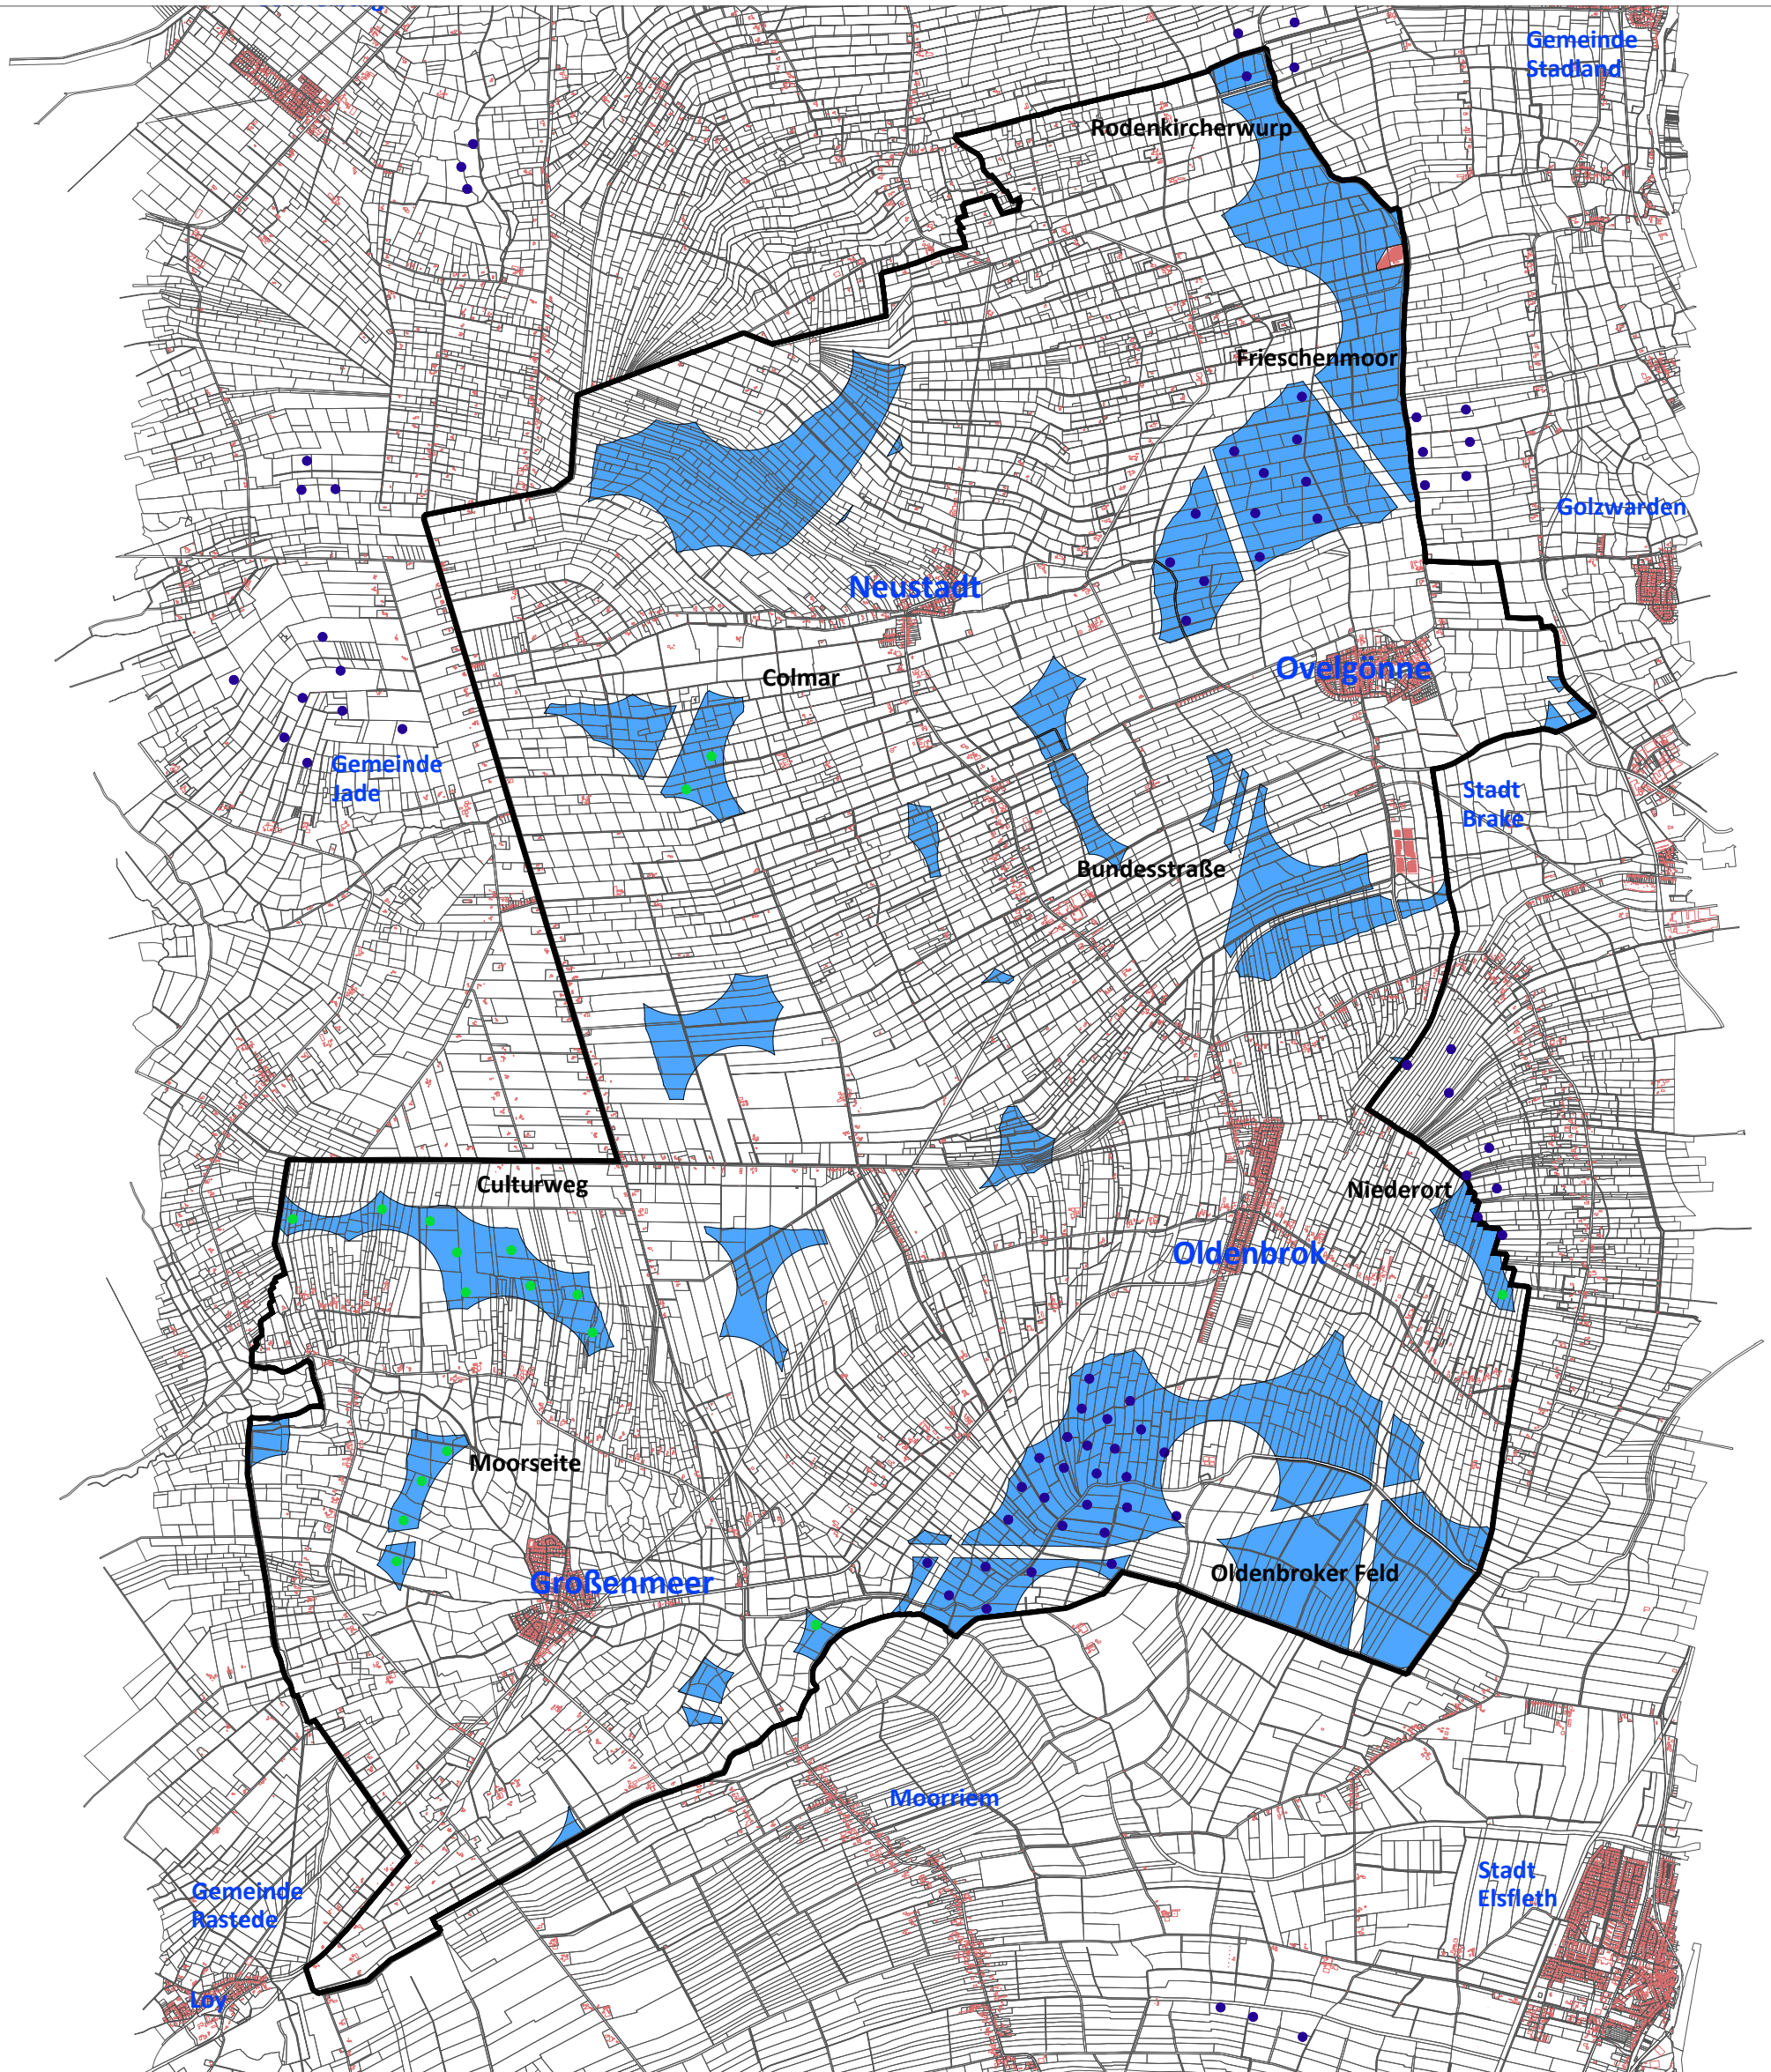 Gemeinde
Stadland
Rodenkircherwurp
Frieschenmoor
Golzwarden
Neustadt
Ovelgönne
Colmar
Gemeinde
Jade
Stadt
Brake
Bundesstraße
Culturweg
Niederort
Oldenbrok
Moorseite
Großenmeer
Oldenbroker Feld
Moorriem
Stadt
Elsfleth
Gemeinde
Rastede
Loy